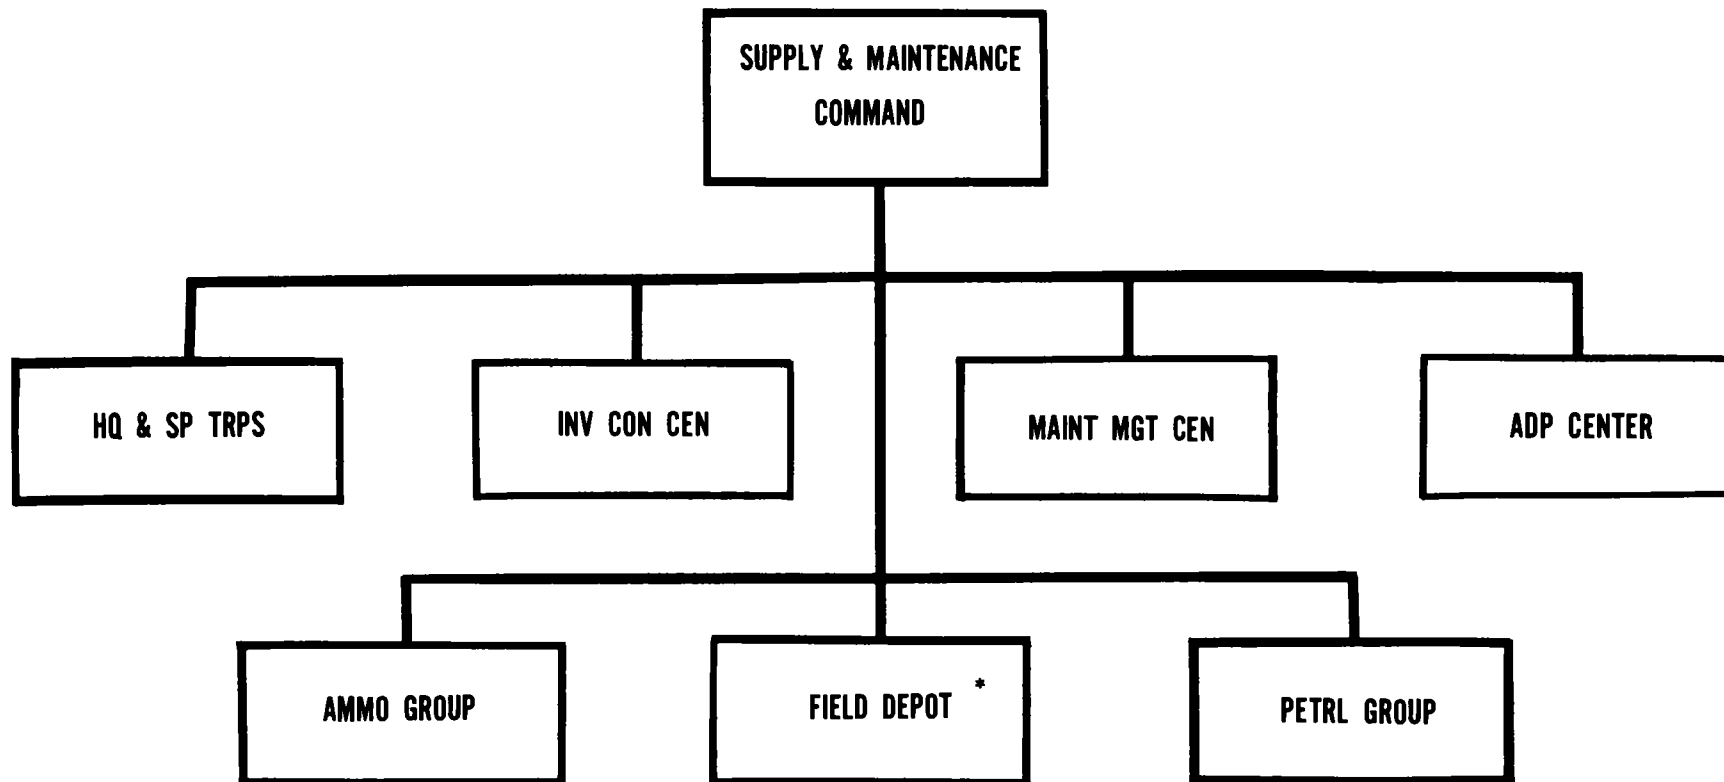 SUPPLY & MAINTENANCE
COMMAND
HQ & SP TRPS
INV CON CEN
MAINT MGT CEN
ADP CENTER
AMMO GROUP
FIELD DEPOT *
PETRL GROUP